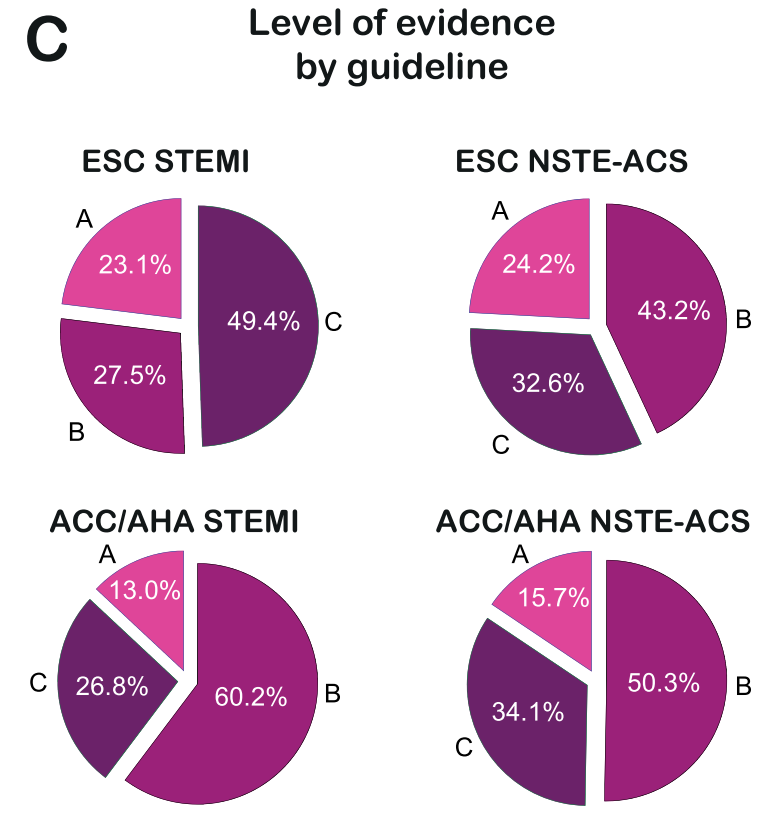 C
Level of evidence
by guideline
ESC STEMI
A
23.1%
49.4%
C
27.5%
B
ESC NSTE-ACS
A
24.2%
43.2%
B
32.6%
C
ACC/AHA STEMI
A
13.0%
C
26.8%
60.2%
B
ACC/AHA NSTE-ACS
A
15.7%
50.3%
B
34.1%
C